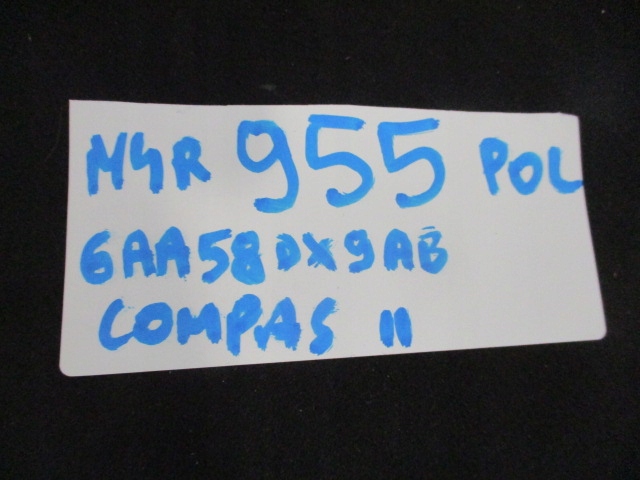 N4R 955 POL
6AA58DX9AB
COMPAS II